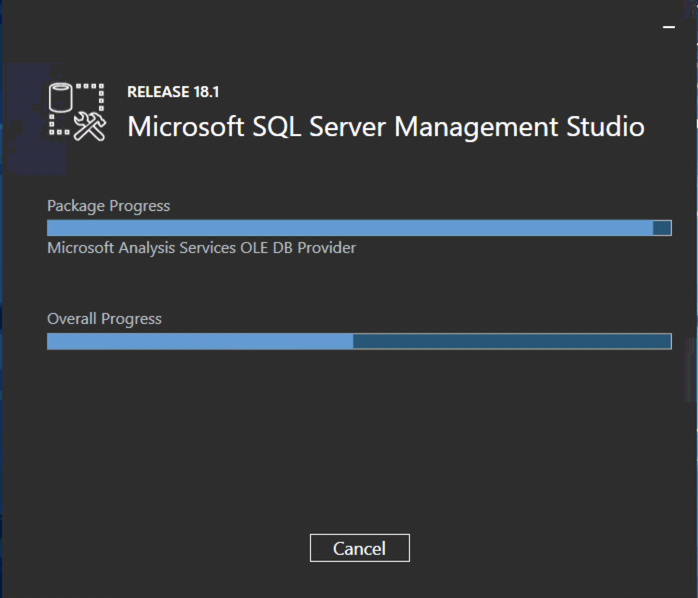 RELEASE 18.1
Microsoft SQL Server Management Studio
Package Progress
Microsoft Analysis Services OLE DB Provider
Overall Progress
Cancel